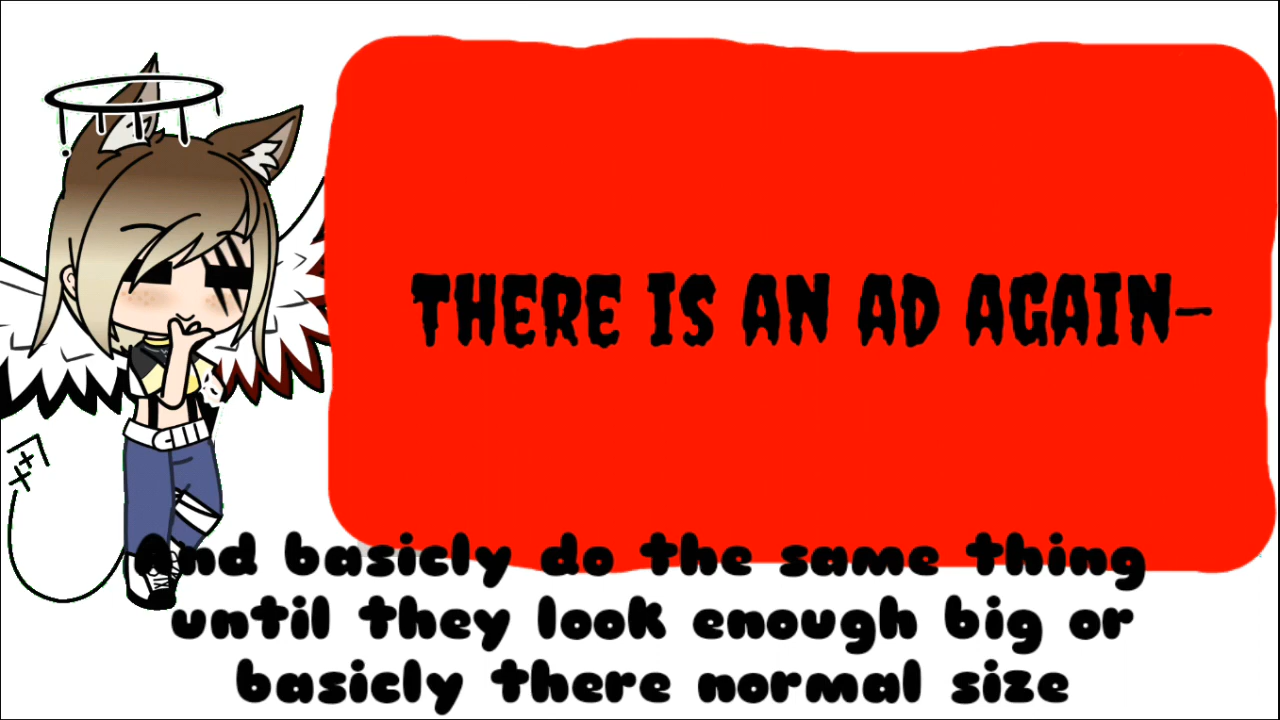 THERE IS AN AD AGAIN-
And basicly do the same thing
until they look enough big or
basicly there normal size